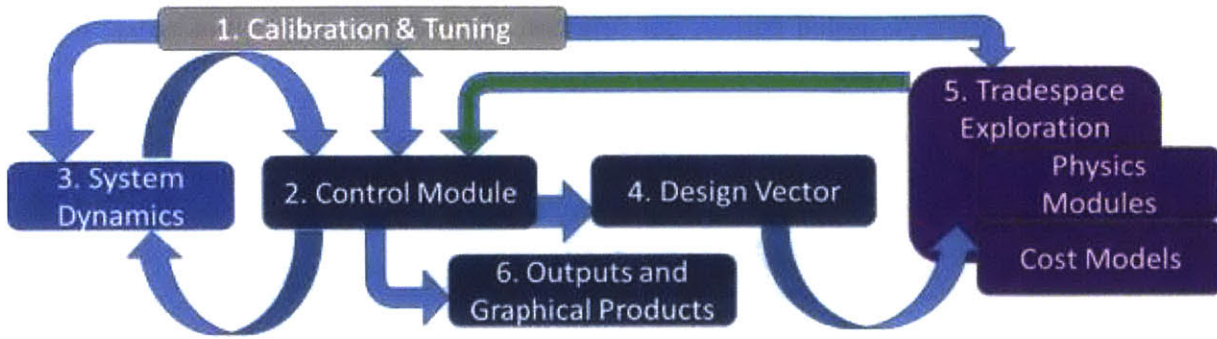 1. Calibration & Tuning
5. Tradespace
Exploration
Physics
Modules
Cost Models
3. System
Dynamics
2. Control Module
4. Design Vector
6. Outputs and
Graphical Products